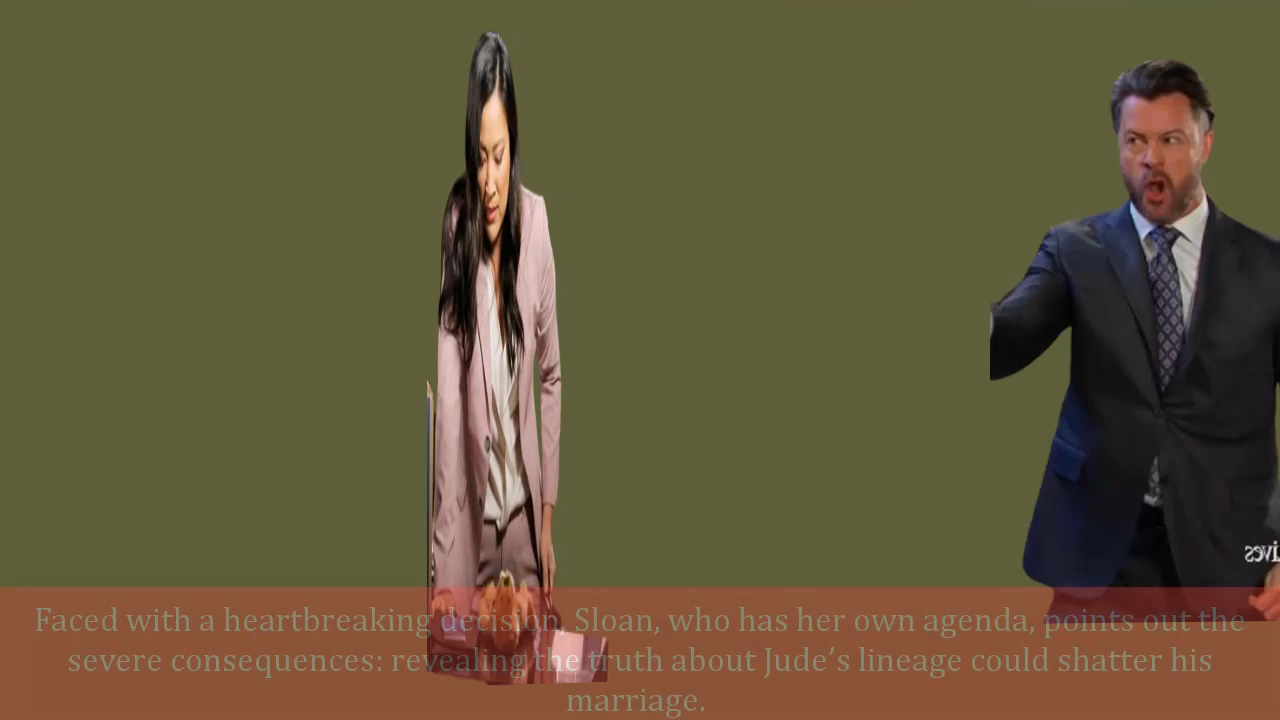 Faced with a heartbreaking decision, Sloan, who has her own agenda, points out the
severe consequences: revealing the truth about Jude’s lineage could shatter his
marriage.